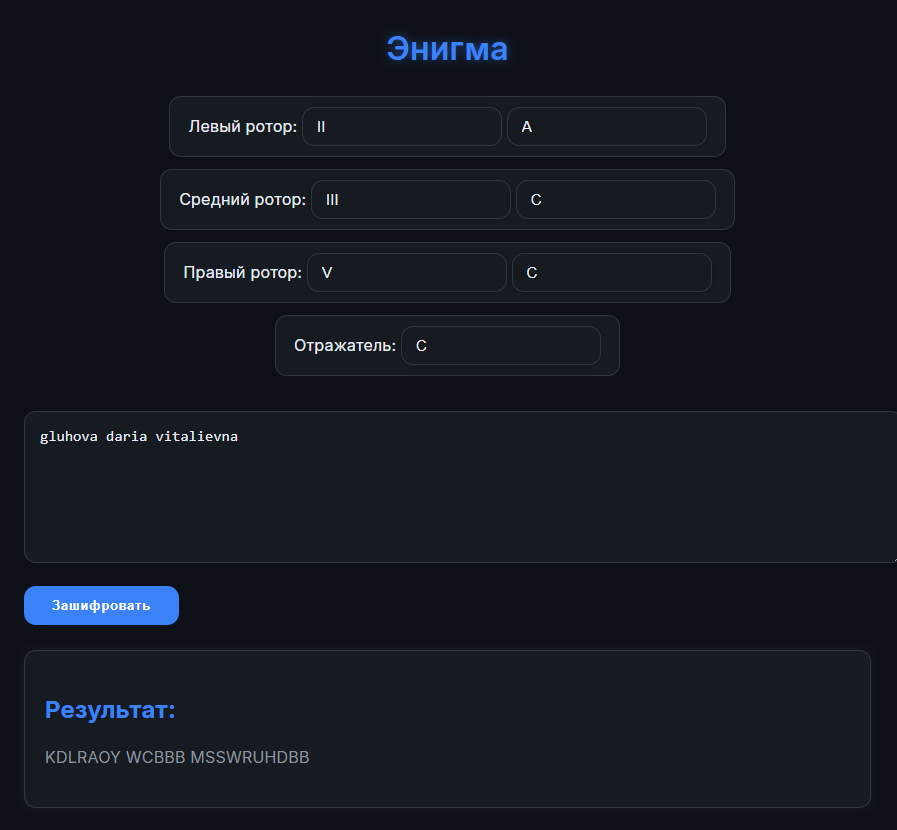 Энигма
Левый ротор: II A
Средний ротор: III C
Правый ротор: V C
Отражатель: C
gluhova daria vitalievna
Зашифровать
Результат:
KDLRAOY WCBBB MSSWRUHDBB